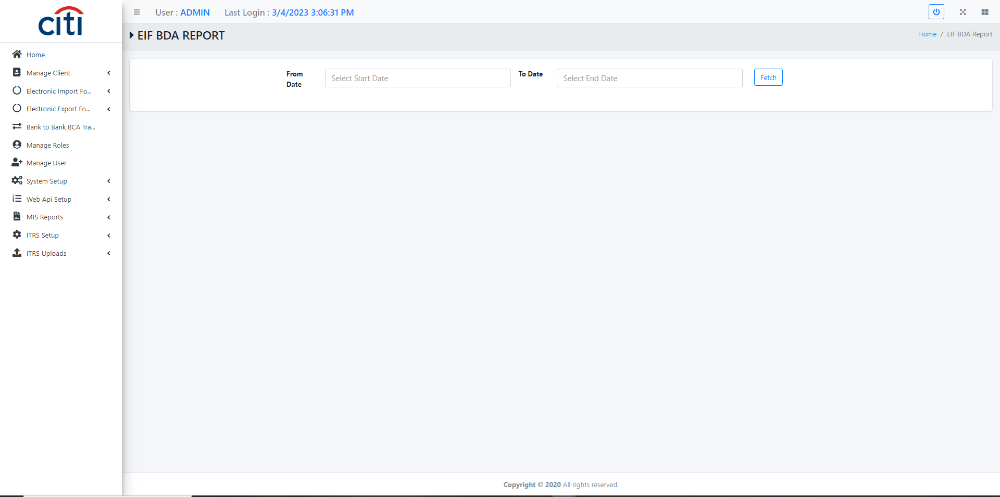 citi
User : ADMIN Last Login : 3/4/2023 3:06:31 PM
EIF BDA REPORT
Home / EIF BDA Report
Home
Manage Client
Electronic Import Fo...
Electronic Export Fo...
Bank to Bank BCA Tra...
Manage Roles
Manage User
System Setup
Web Api Setup
MIS Reports
ITRS Setup
ITRS Uploads
From Date
Select Start Date
To Date
Select End Date
Fetch
Copyright © 2020 All rights reserved.